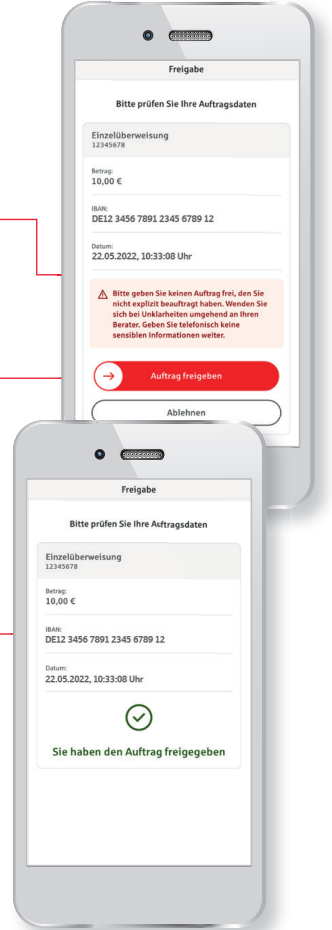 Freigabe
Bitte prüfen Sie Ihre Auftragsdaten
Einzelüberweisung
12345678
Betrag:
10,00 €
IBAN:
DE12 3456 7891 2345 6789 12
Datum:
22.05.2022, 10:33:08 Uhr
Bitte geben Sie keinen Auftrag frei, den Sie
nicht explizit beauftragt haben. Wenden Sie
sich bei Unklarheiten umgehend an Ihren
Berater. Geben Sie telefonisch keine
sensiblen Informationen weiter.
Auftrag freigeben
Ablehnen
Freigabe
Bitte prüfen Sie Ihre Auftragsdaten
Einzelüberweisung
12345678
Betrag:
10,00 €
IBAN:
DE12 3456 7891 2345 6789 12
Datum:
22.05.2022, 10:33:08 Uhr
Sie haben den Auftrag freigegeben